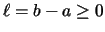 ℓ = b − a ≥ 0